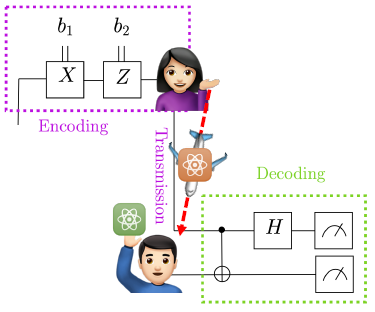 b₁ b₂
X Z
Encoding
Transmission
Decoding
H